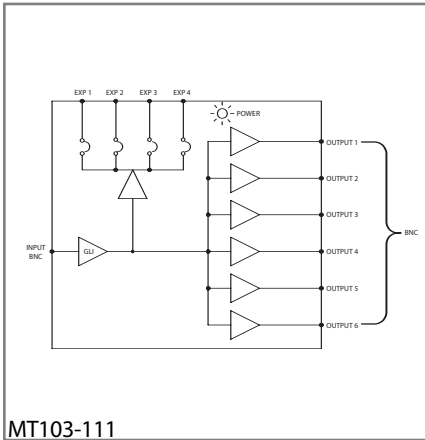 EXP 1 EXP 2 EXP 3 EXP 4
POWER
OUTPUT 1
OUTPUT 2
OUTPUT 3
BNC
INPUT
BNC
GLI
OUTPUT 4
OUTPUT 5
OUTPUT 6
MT103-111